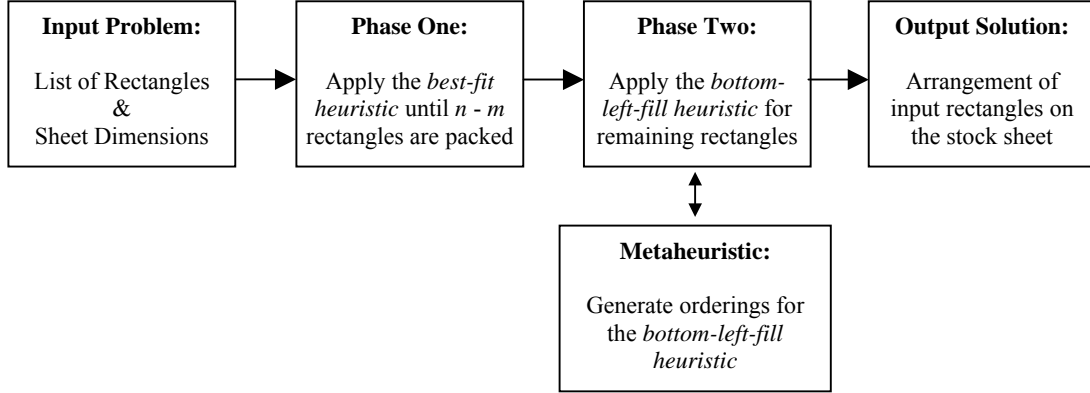 Input Problem:
List of Rectangles
&
Sheet Dimensions
Phase One:
Apply the best-fit
heuristic until n - m
rectangles are packed
Phase Two:
Apply the bottom-
left-fill heuristic for
remaining rectangles
Output Solution:
Arrangement of
input rectangles on
the stock sheet
Metaheuristic:
Generate orderings for
the bottom-left-fill
heuristic